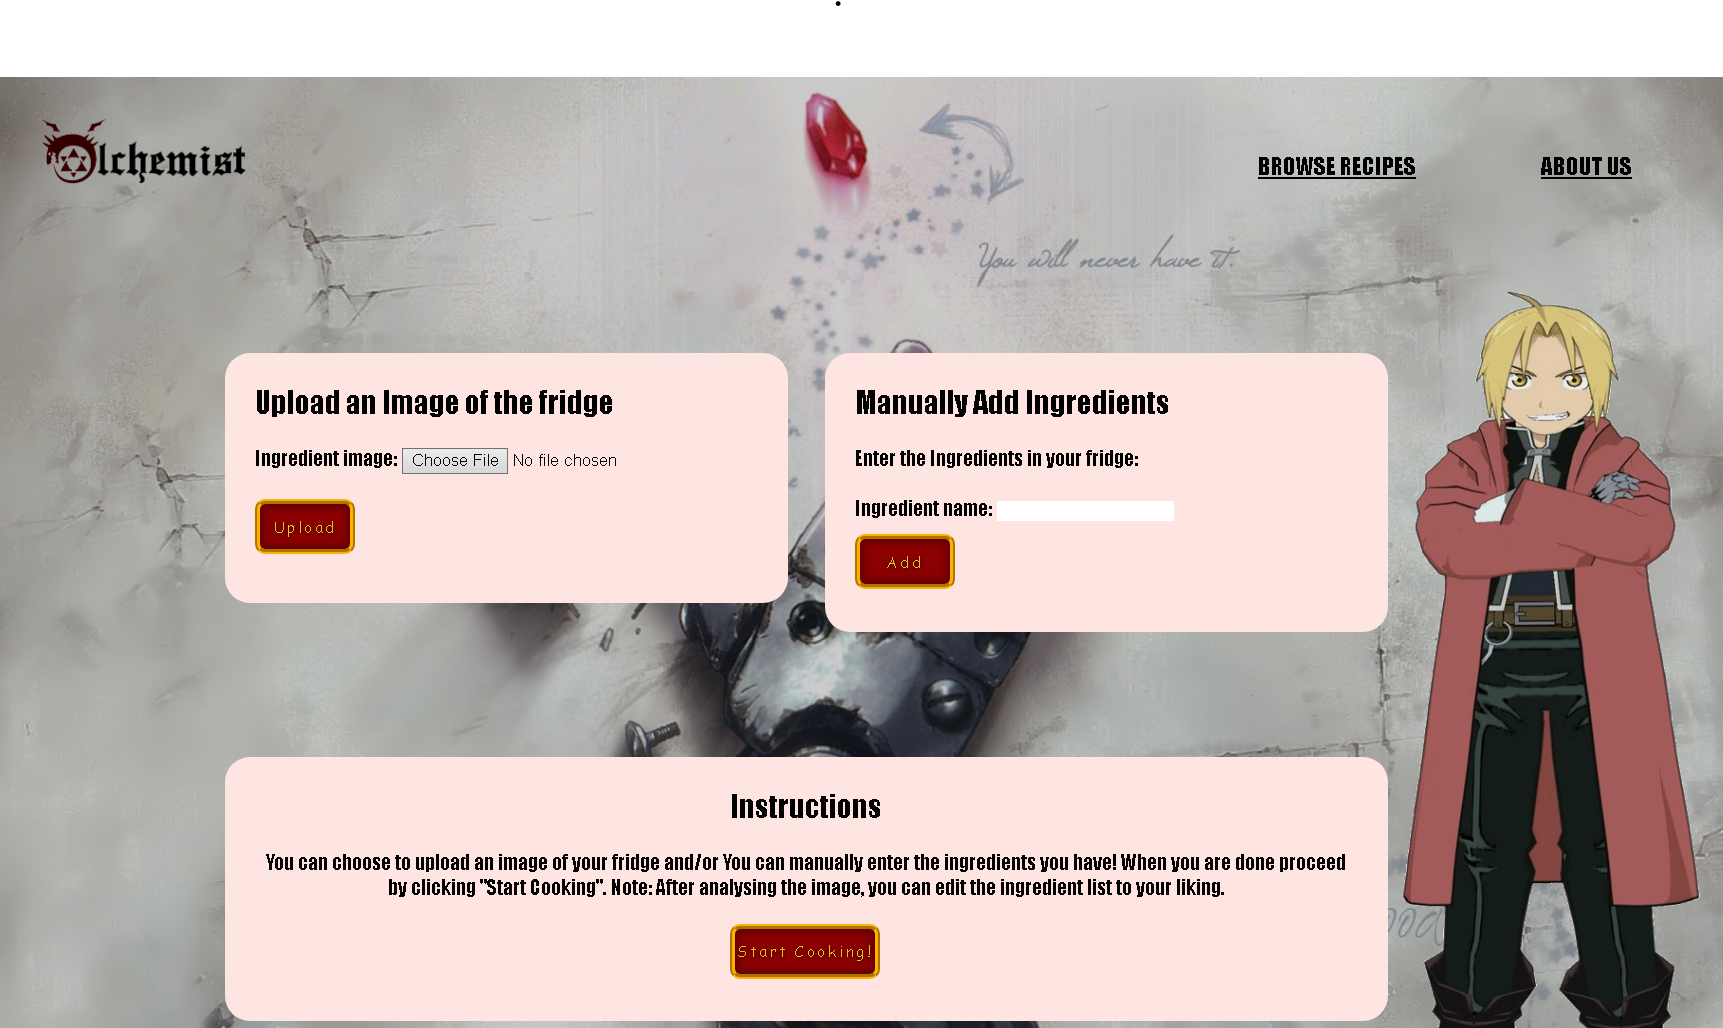 Olchemist
BROWSE RECIPES
ABOUT US
You will never have it.
Upload an Image of the fridge
Ingredient image: Choose File No file chosen
Upload
Manually Add Ingredients
Enter the Ingredients in your fridge:
Ingredient name:
Add
Instructions
You can choose to upload an image of your fridge and/or You can manually enter the ingredients you have! When you are done proceed
by clicking "Start Cooking". Note: After analysing the image, you can edit the ingredient list to your liking.
Start Cooking!